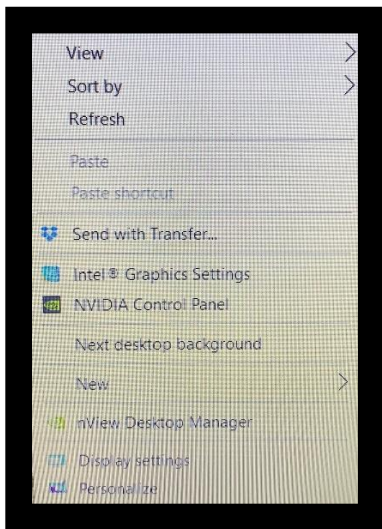 View
Sort by
Refresh
Paste
Paste shortcut
Send with Transfer...
Intel® Graphics Settings
NVIDIA Control Panel
Next desktop background
New
nView Desktop Manager
Display settings
Personalize